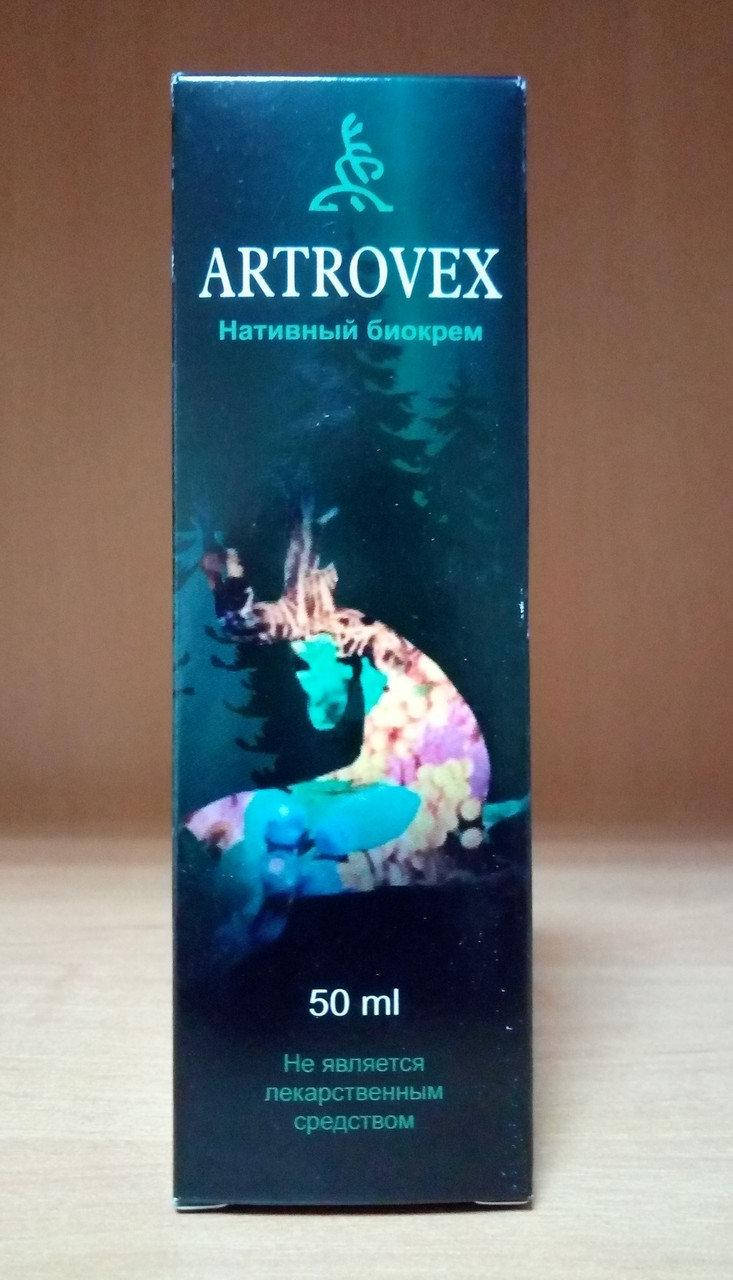 ARTROVEX
Нативный биокрем
50 ml
Не является
лекарственным
средством